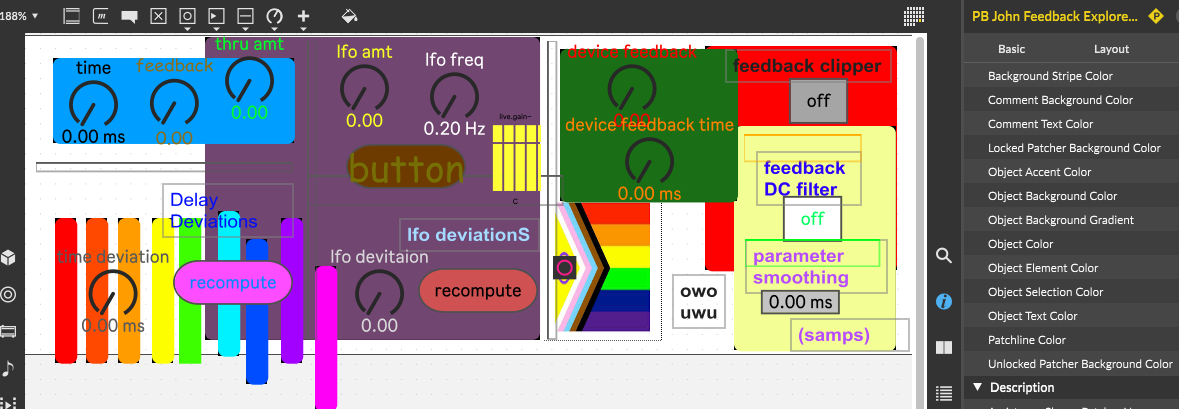 188%
PB John Feedback Explore...
P
Basic
Layout
Background Stripe Color
Comment Background Color
Comment Text Color
Locked Patcher Background Color
Object Accent Color
Object Background Color
Object Background Gradient
Object Color
Object Element Color
Object Selection Color
Object Text Color
Patchline Color
Unlocked Patcher Background Color
Description
time
0.00 ms
feedback
0.00
thru amt
0.00
lfo amt
0.00
lfo freq
0.20 Hz
live.gain~
C
button
device feedback
0.00
device feedback time
0.00 ms
feedback clipper
off
feedback
DC filter
off
parameter
smoothing
0.00 ms
(samps)
Delay
Deviations
time deviation
0.00 ms
recompute
lfo deviationS
lfo devitaion
0.00
recompute
owo
uwu